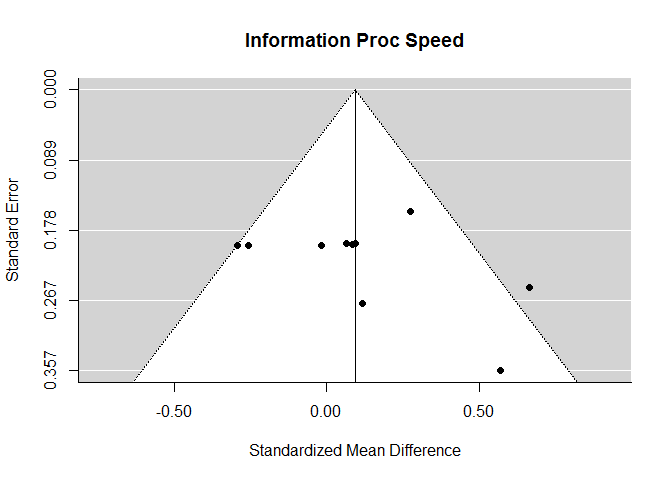 Information Proc Speed
Standard Error
0.000
0.089
0.178
0.267
0.357
-0.50
0.00
0.50
Standardized Mean Difference